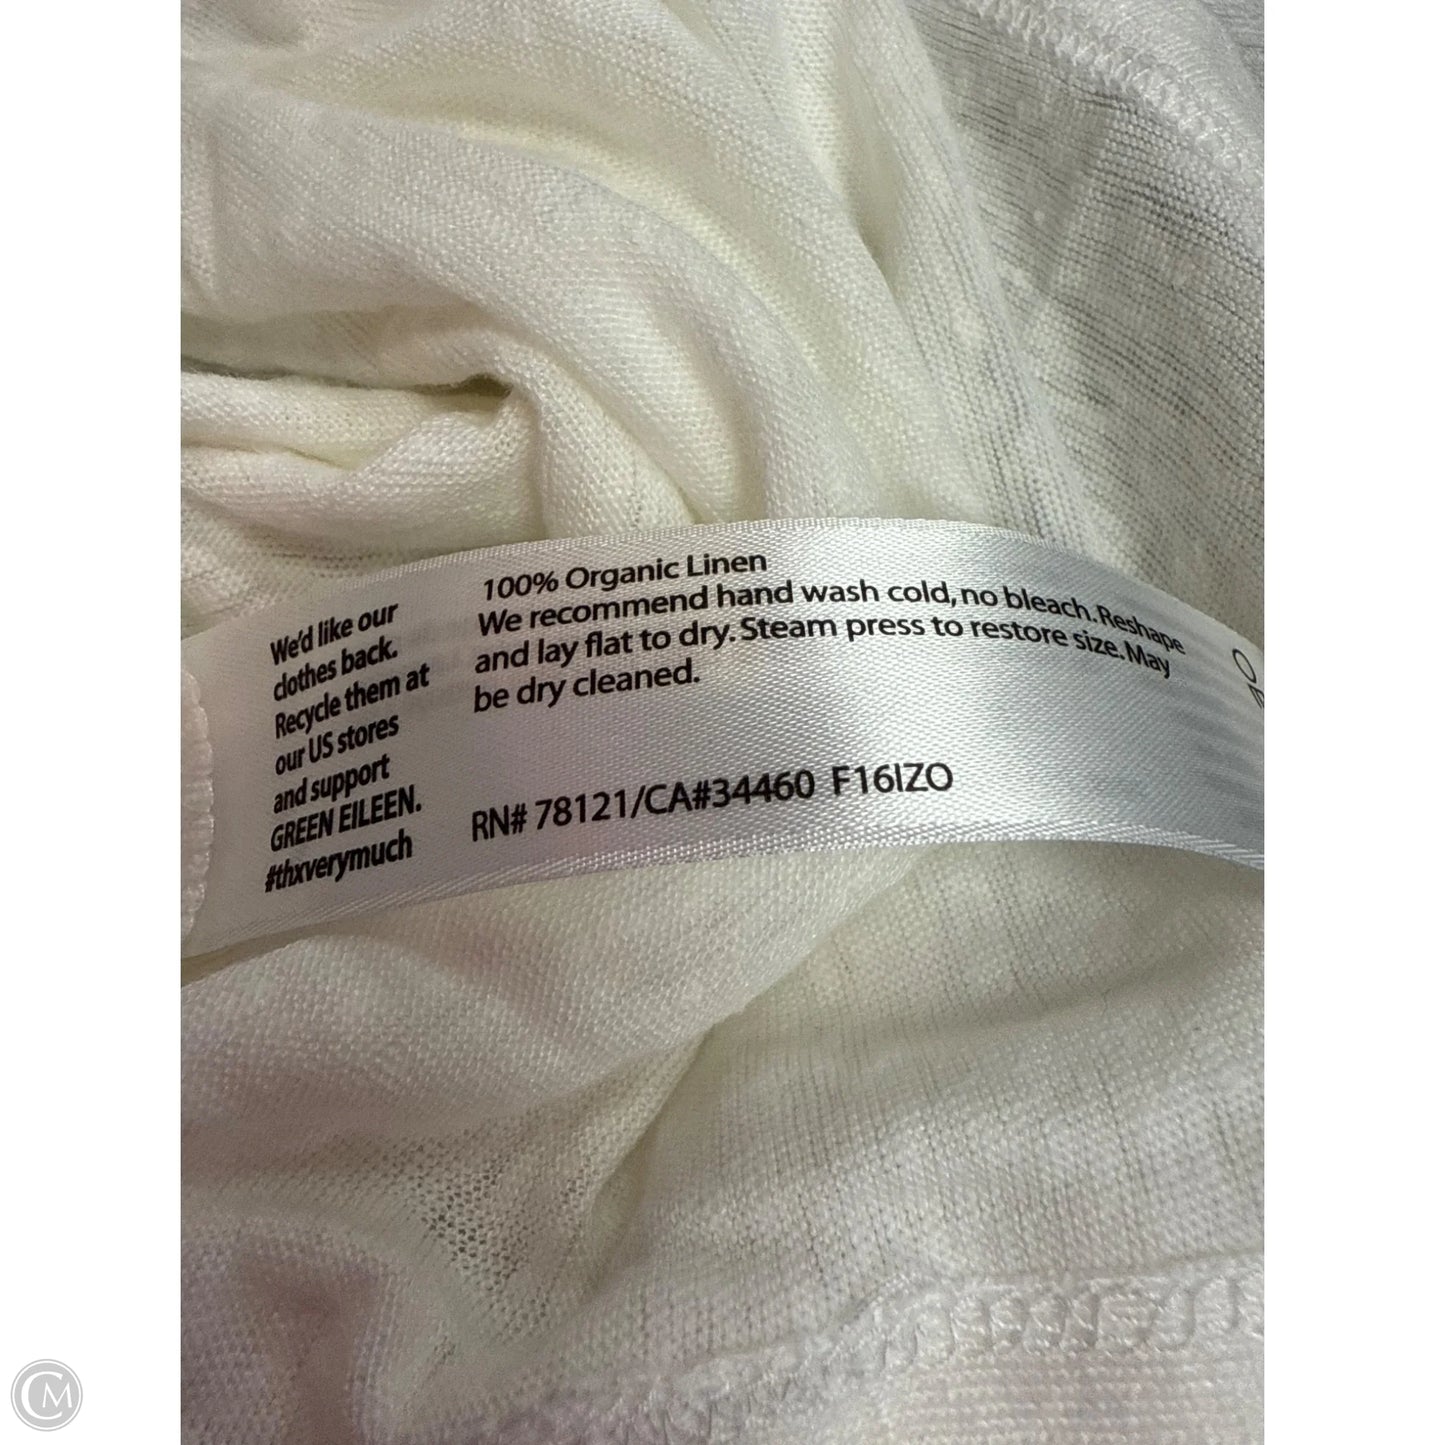 We'd like our
clothes back.
Recycle them at
our US stores
and support
GREEN EILEEN.
#thxverymuch
100% Organic Linen
We recommend hand wash cold, no bleach. Reshape
and lay flat to dry. Steam press to restore size. May
be dry cleaned.
RN# 78121/CA#34460 F16IZO
CM